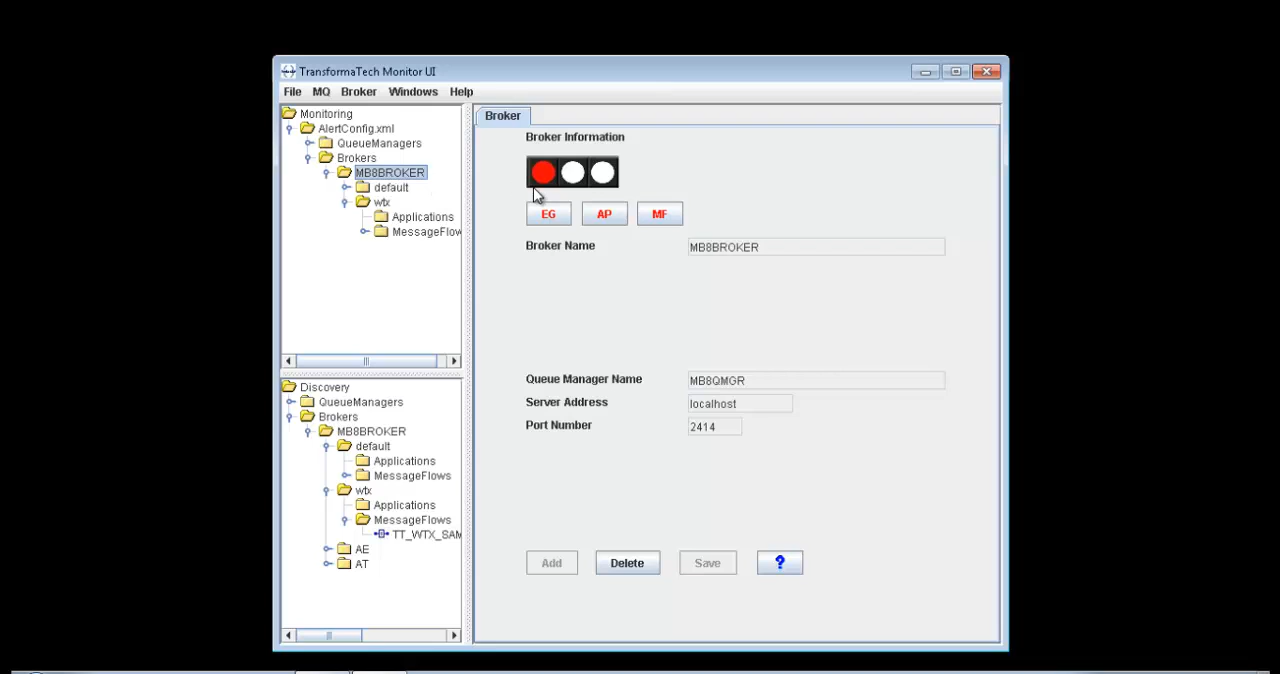 TransformaTech Monitor UI
File MQ Broker Windows Help
Monitoring
AlertConfig.xml
QueueManagers
Brokers
MB8BROKER
default
wtx
Applications
MessageFlow
Discovery
QueueManagers
Brokers
MB8BROKER
default
Applications
MessageFlows
wtx
Applications
MessageFlows
TT_WTX_SAM
AE
AT
Broker
Broker Information
EG AP MF
Broker Name MB8BROKER
Queue Manager Name MB8QMGR
Server Address localhost
Port Number 2414
Add Delete Save ?